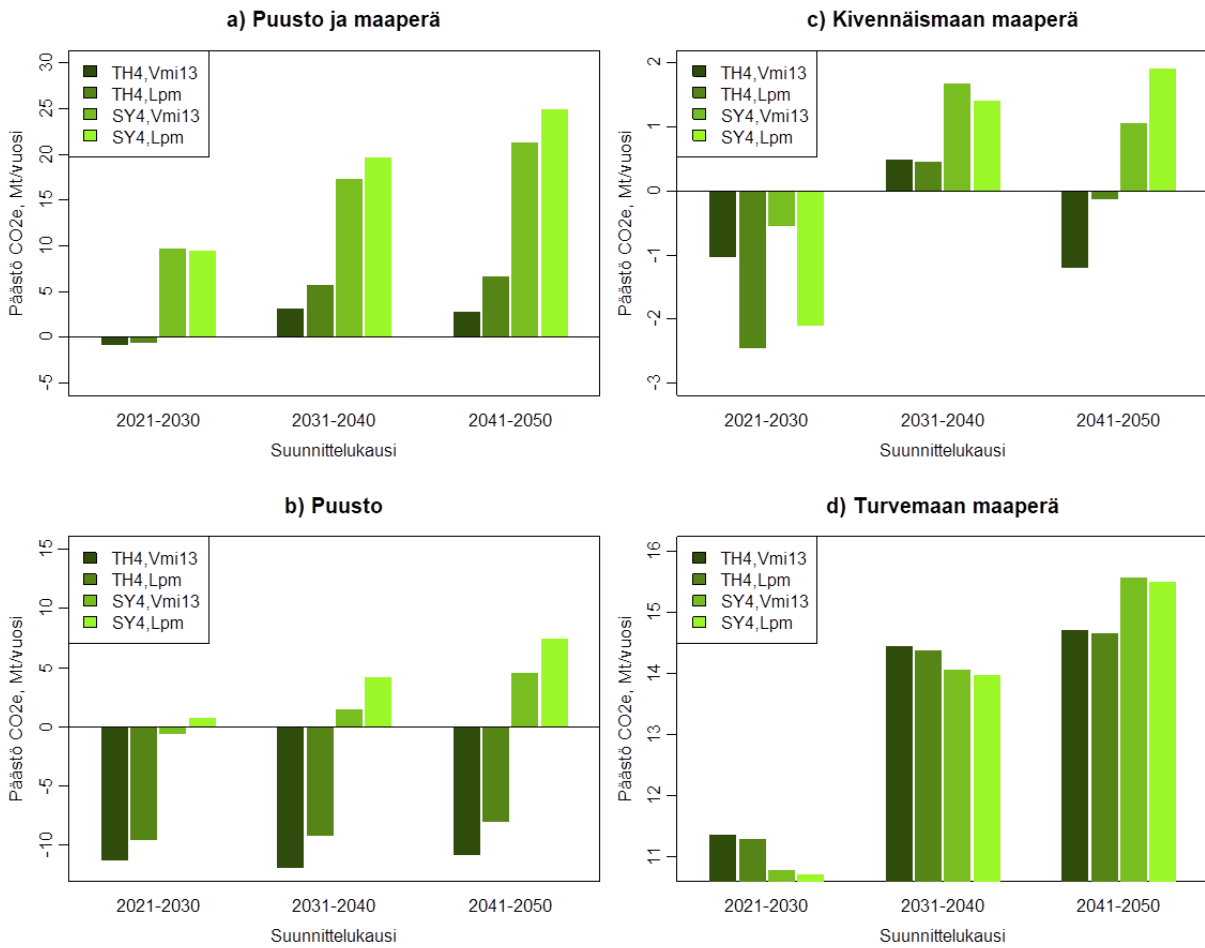 a) Puusto ja maaperä
TH4,Vmi13
TH4,Lpm
SY4,Vmi13
SY4,Lpm
Päästö CO2e, Mt/vuosi
30
25
20
15
10
5
0
-5
2021-2030
2031-2040
2041-2050
Suunnittelukausi
c) Kivennäismaan maaperä
TH4,Vmi13
TH4,Lpm
SY4,Vmi13
SY4,Lpm
Päästö CO2e, Mt/vuosi
2
1
0
-1
-2
-3
2021-2030
2031-2040
2041-2050
Suunnittelukausi
b) Puusto
TH4,Vmi13
TH4,Lpm
SY4,Vmi13
SY4,Lpm
Päästö CO2e, Mt/vuosi
15
10
5
0
-5
-10
2021-2030
2031-2040
2041-2050
Suunnittelukausi
d) Turvemaan maaperä
TH4,Vmi13
TH4,Lpm
SY4,Vmi13
SY4,Lpm
Päästö CO2e, Mt/vuosi
16
15
14
13
12
11
2021-2030
2031-2040
2041-2050
Suunnittelukausi